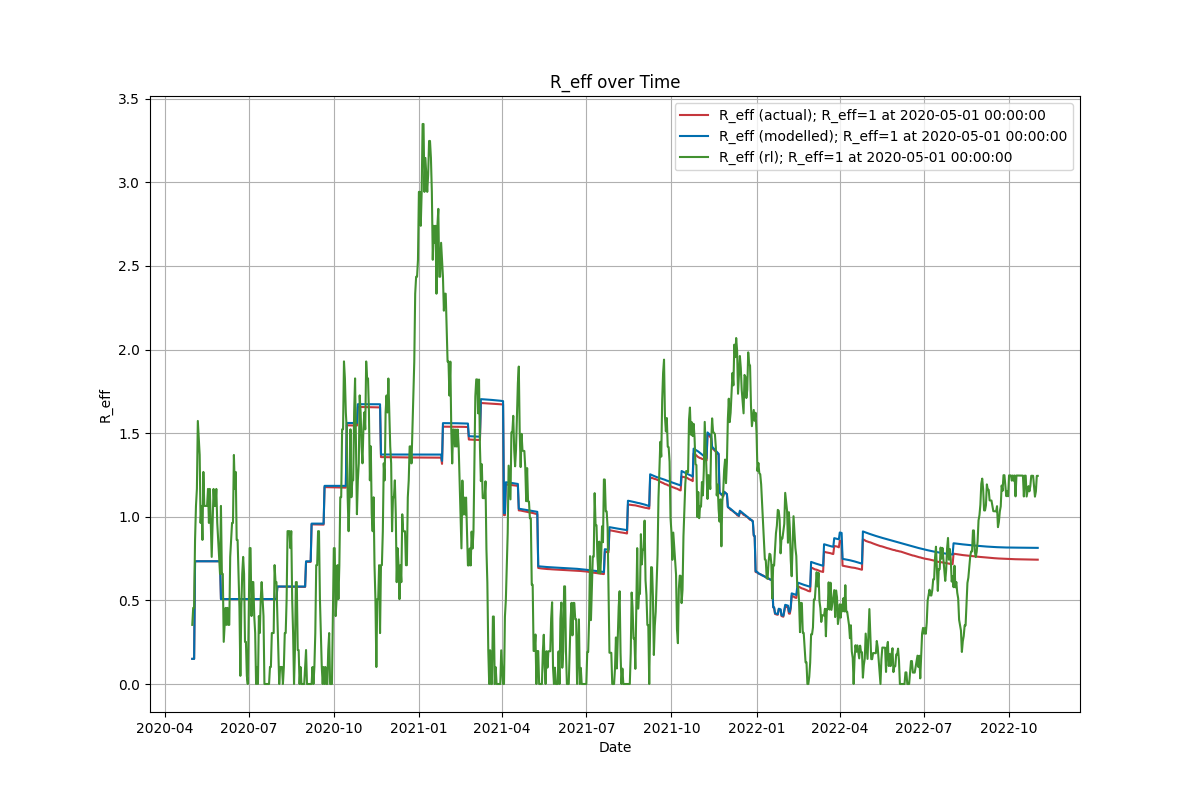 R_eff over Time
R_eff (actual); R_eff=1 at 2020-05-01 00:00:00
R_eff (modelled); R_eff=1 at 2020-05-01 00:00:00
R_eff (rl); R_eff=1 at 2020-05-01 00:00:00
3.5
3.0
2.5
2.0
1.5
1.0
0.5
0.0
R_eff
2020-04 2020-07 2020-10 2021-01 2021-04 2021-07 2021-10 2022-01 2022-04 2022-07 2022-10
Date